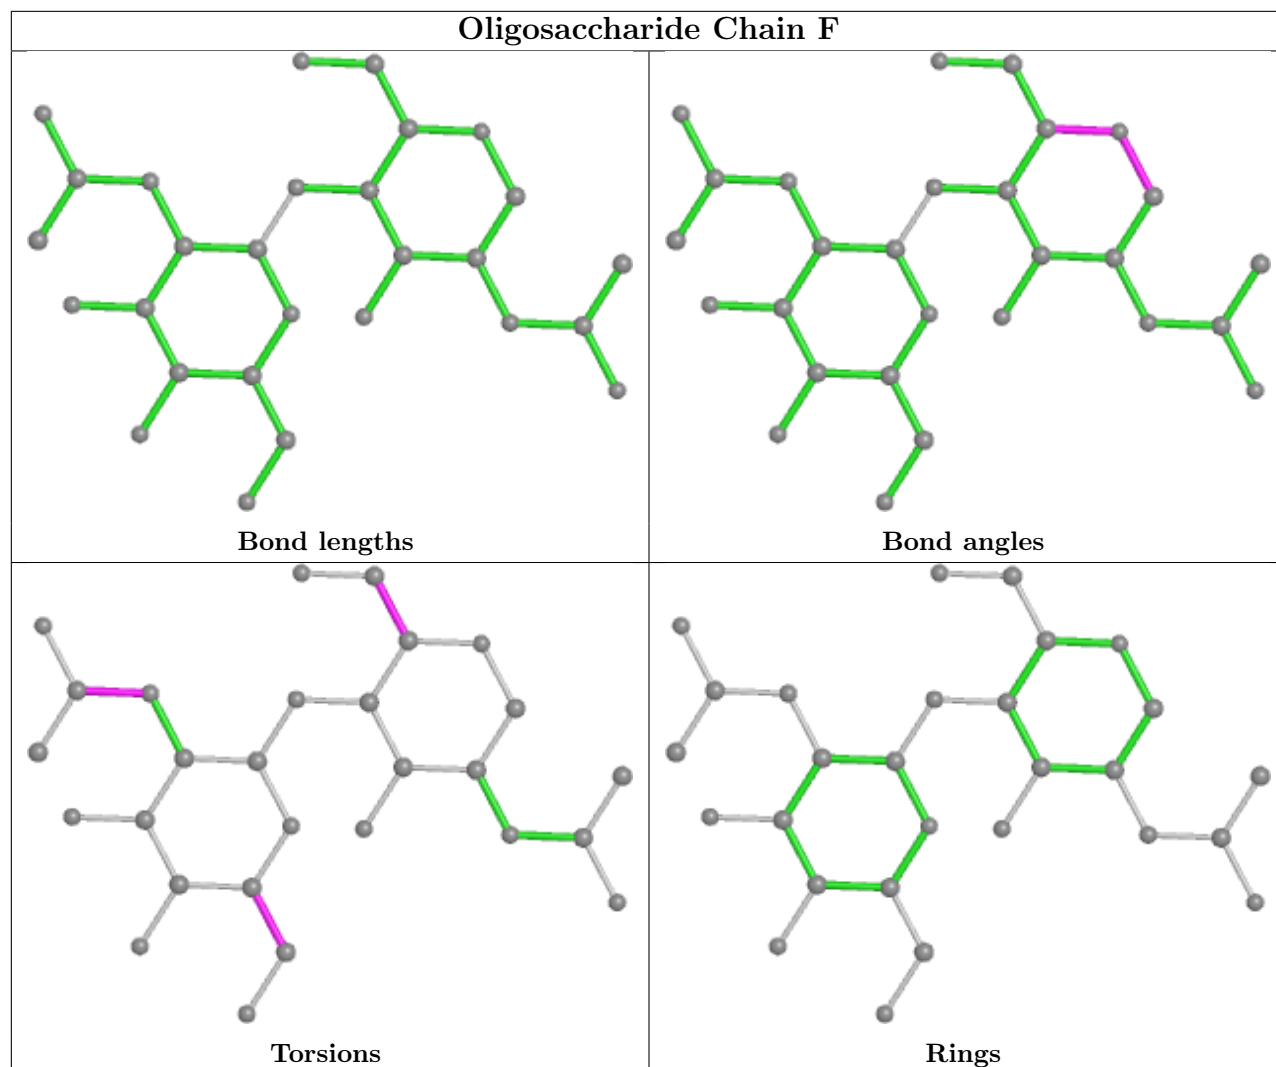 Oligosaccharide Chain F
Bond lengths
Bond angles
Torsions
Rings